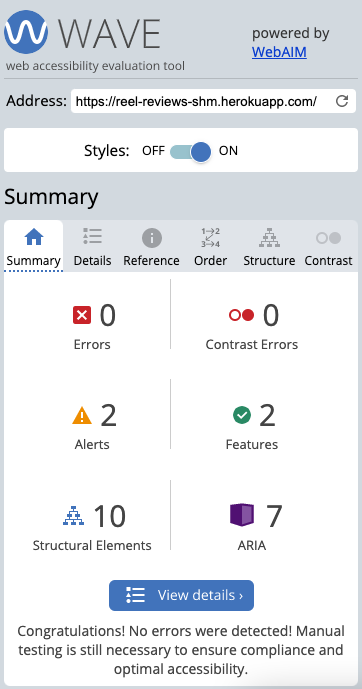 WAVE
web accessibility evaluation tool
powered by
WebAIM
Address: https://reel-reviews-shm.herokuapp.com/
Styles: OFF ON
Summary
Summary Details Reference Order Structure Contrast
0 0
Errors Contrast Errors
2 2
Alerts Features
10 7
Structural Elements ARIA
View details ›
Congratulations! No errors were detected! Manual
testing is still necessary to ensure compliance and
optimal accessibility.